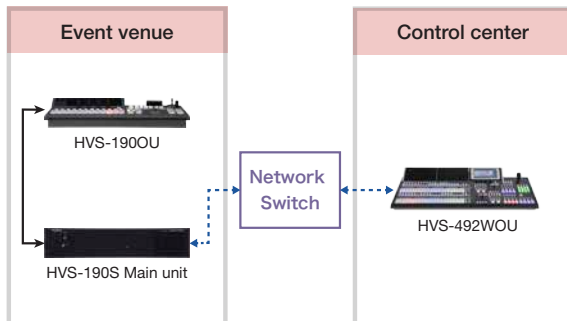 Event venue
Control center
HVS-190OU
Network
Switch
HVS-492WOU
HVS-190S Main unit